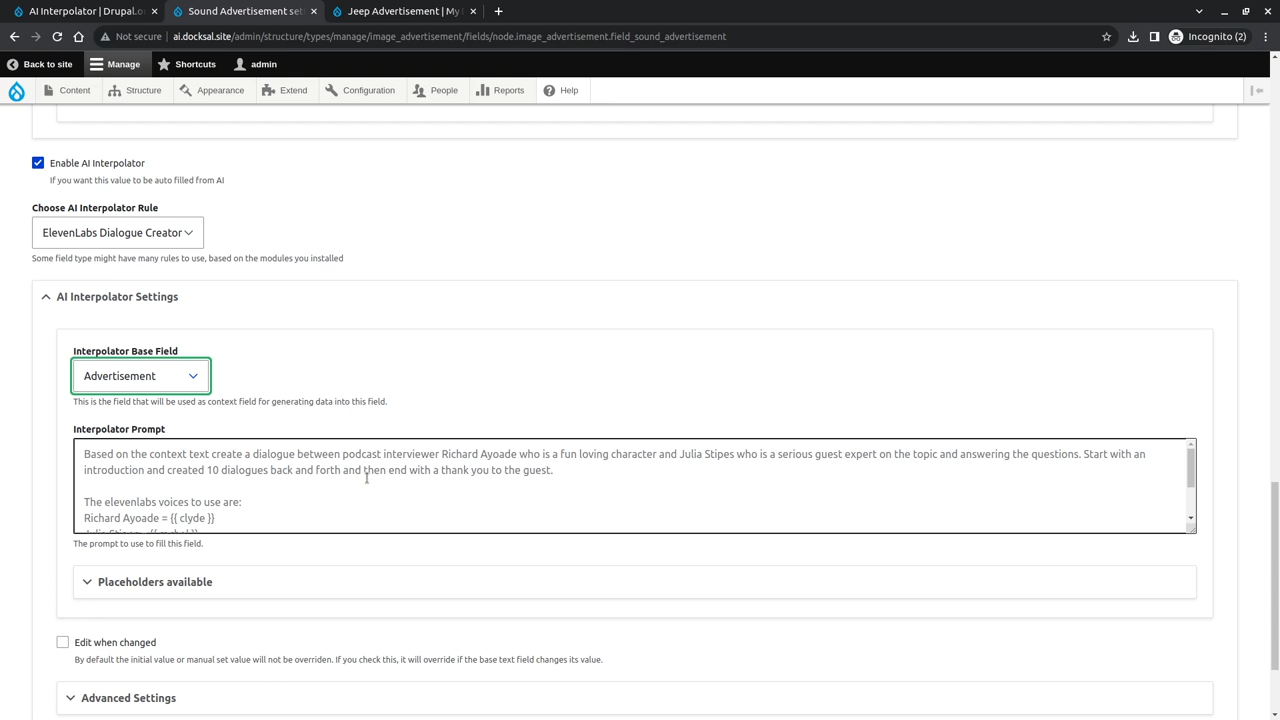 AI Interpolator | Drupal.o
Sound Advertisement set
Jeep Advertisement | My
Not secure
ai.docksal.site/admin/structure/types/manage/image_advertisement/fields/node.image_advertisement.field_sound_advertisement
Incognito (2)
Back to site
Manage
Shortcuts
admin
Content
Structure
Appearance
Extend
Configuration
People
Reports
Help
Enable AI Interpolator
If you want this value to be auto filled from AI
Choose AI Interpolator Rule
ElevenLabs Dialogue Creator
Some field type might have many rules to use, based on the modules you installed
AI Interpolator Settings
Interpolator Base Field
Advertisement
This is the field that will be used as context field for generating data into this field.
Interpolator Prompt
Based on the context text create a dialogue between podcast interviewer Richard Ayoade who is a fun loving character and Julia Stipes who is a serious guest expert on the topic and answering the questions. Start with an
introduction and created 10 dialogues back and forth and then end with a thank you to the guest.
The elevenlabs voices to use are:
Richard Ayoade = {{ clyde }}
The prompt to use to fill this field.
Placeholders available
Edit when changed
By default the initial value or manual set value will not be overriden. If you check this, it will override if the base text field changes its value.
Advanced Settings